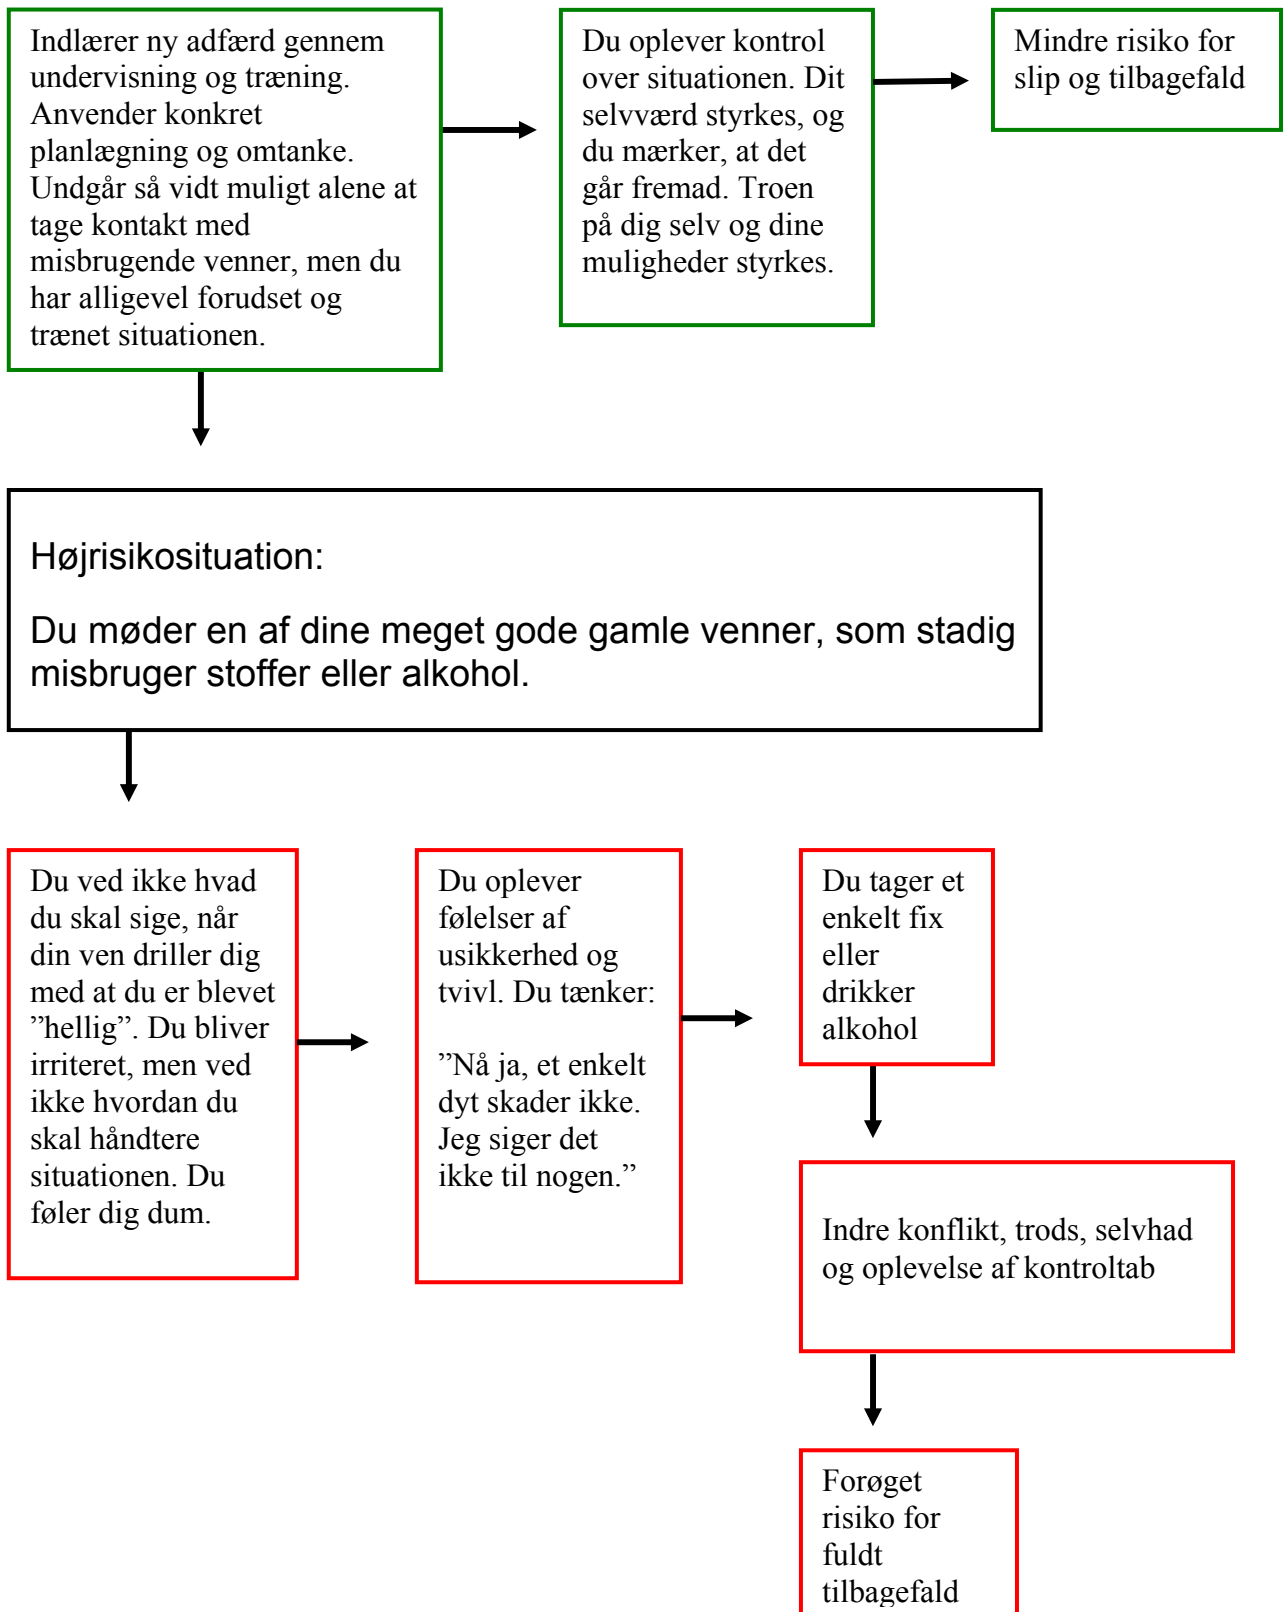 Indlærer ny adfærd gennem
undervisning og træning.
Anvender konkret
planlægning og omtanke.
Undgår så vidt muligt alene at
tage kontakt med
misbrugende venner, men du
har alligevel forudset og
trænet situationen.
Du oplever kontrol
over situationen. Dit
selvværd styrkes, og
du mærker, at det
går fremad. Troen
på dig selv og dine
muligheder styrkes.
Mindre risiko for
slip og tilbagefald
Højrisikosituation:
Du møder en af dine meget gode gamle venner, som stadig
misbruger stoffer eller alkohol.
Du ved ikke hvad
du skal sige, når
din ven driller dig
med at du er blevet
”hellig”. Du bliver
irriteret, men ved
ikke hvordan du
skal håndtere
situationen. Du
føler dig dum.
Du oplever
følelser af
usikkerhed og
tvivl. Du tænker:
”Nå ja, et enkelt
dyt skader ikke.
Jeg siger det
ikke til nogen.”
Du tager et
enkelt fix
eller
drikker
alkohol
Indre konflikt, trods, selvhad
og oplevelse af kontroltab
Forøget
risiko for
fuldt
tilbagefald